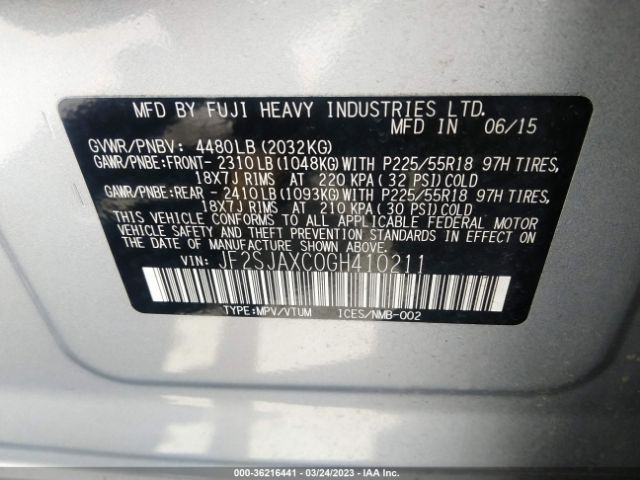 MFD BY FUJI HEAVY INDUSTRIES LTD.
MFD IN 06/15
GVWR/PNBV: 4480LB (2032KG)
GAWR/PNBE:FRONT- 2310LB (1048KG) WITH P225/55R18 97H TIRES,
18X7J RIMS AT 220 KPA ( 32 PSI) COLD
GAWR/PNBE:REAR - 2410LB (1093KG) WITH P225/55R18 97H TIRES,
18X7J RIMS AT 210 KPA ( 30 PSI) COLD
THIS VEHICLE CONFORMS TO ALL APPLICABLE FEDERAL MOTOR
VEHICLE SAFETY AND THEFT PREVENTION STANDARDS IN EFFECT ON
THE DATE OF MANUFACTURE SHOWN ABOVE.
VIN: JF2SJAXC0GH410211
TYPE:MPV/VTUM ICES/NMB-002
000-36216441 - 03/24/2023 - IAA Inc.